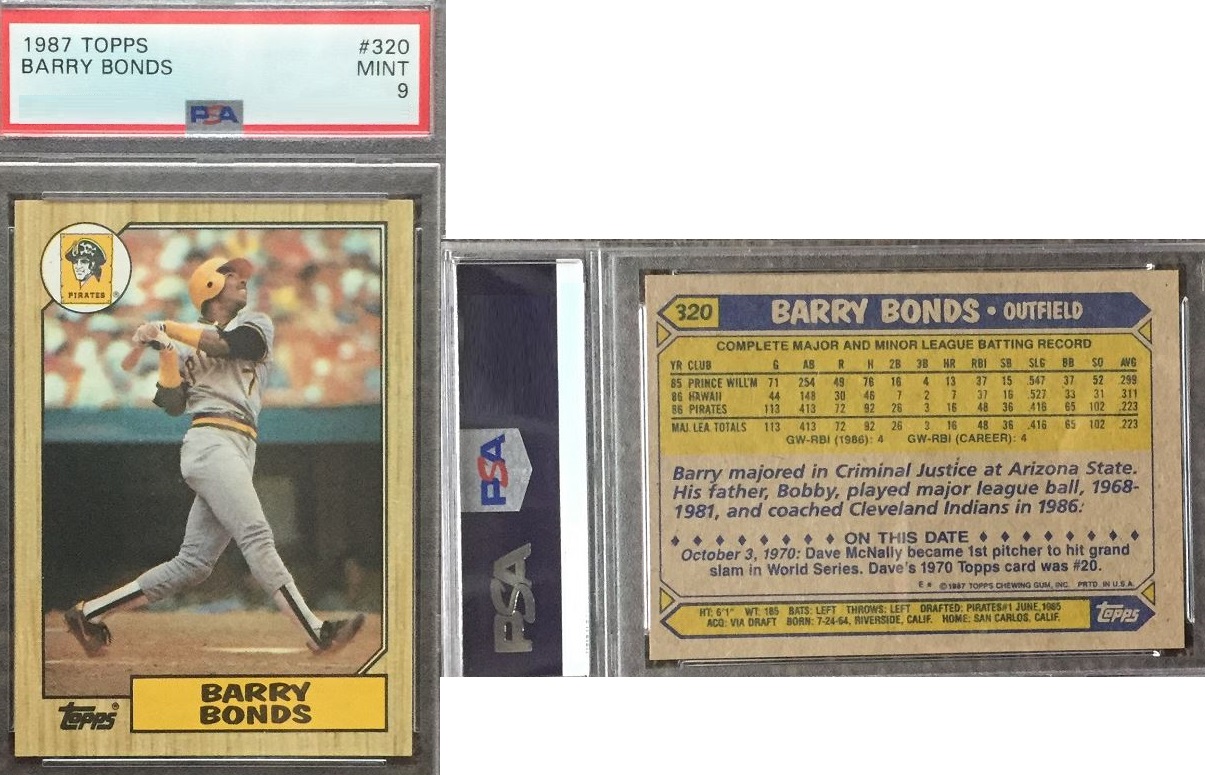 1987 TOPPS #320
BARRY BONDS MINT
9
PSA
PIRATES ®
7
topps®
BARRY
BONDS
PSA
PSA
320 BARRY BONDS • OUTFIELD
COMPLETE MAJOR AND MINOR LEAGUE BATTING RECORD
YR CLUB G AB R H 2B 3B HR RBI SB SLG BB SO AVG
85 PRINCE WILL'M 71 254 49 76 16 4 13 37 15 .547 37 52 .299
86 HAWAII 44 148 30 46 7 2 7 37 16 .527 33 31 .311
86 PIRATES 113 413 72 92 26 3 16 48 36 .416 65 102 .223
MAJ. LEA. TOTALS 113 413 72 92 26 3 16 48 36 .416 65 102 .223
GW-RBI (1986): 4 GW-RBI (CAREER): 4
Barry majored in Criminal Justice at Arizona State.
His father, Bobby, played major league ball, 1968-
1981, and coached Cleveland Indians in 1986.
♦ ♦ ♦ ♦ ♦ ♦ ♦ ♦ ON THIS DATE ♦ ♦ ♦ ♦ ♦ ♦ ♦
October 3, 1970: Dave McNally became 1st pitcher to hit grand
slam in World Series. Dave's 1970 Topps card was #20.
E* © 1987 TOPPS CHEWING GUM, INC. PRTD. IN U.S.A.
HT: 6'1" WT: 185 BATS: LEFT THROWS: LEFT DRAFTED: PIRATES#1 JUNE, 1985
ACQ: VIA DRAFT BORN: 7-24-64, RIVERSIDE, CALIF. HOME: SAN CARLOS, CALIF.
topps